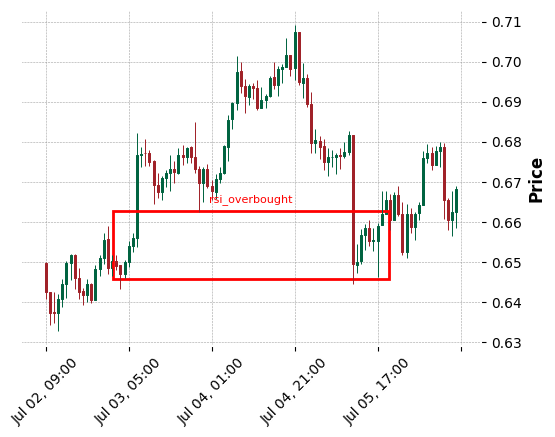 0.71
0.70
0.69
0.68
0.67
rsi_overbought
0.66
0.65
0.64
0.63
Price
Jul 02, 09:00
Jul 03, 05:00
Jul 04, 01:00
Jul 04, 21:00
Jul 05, 17:00